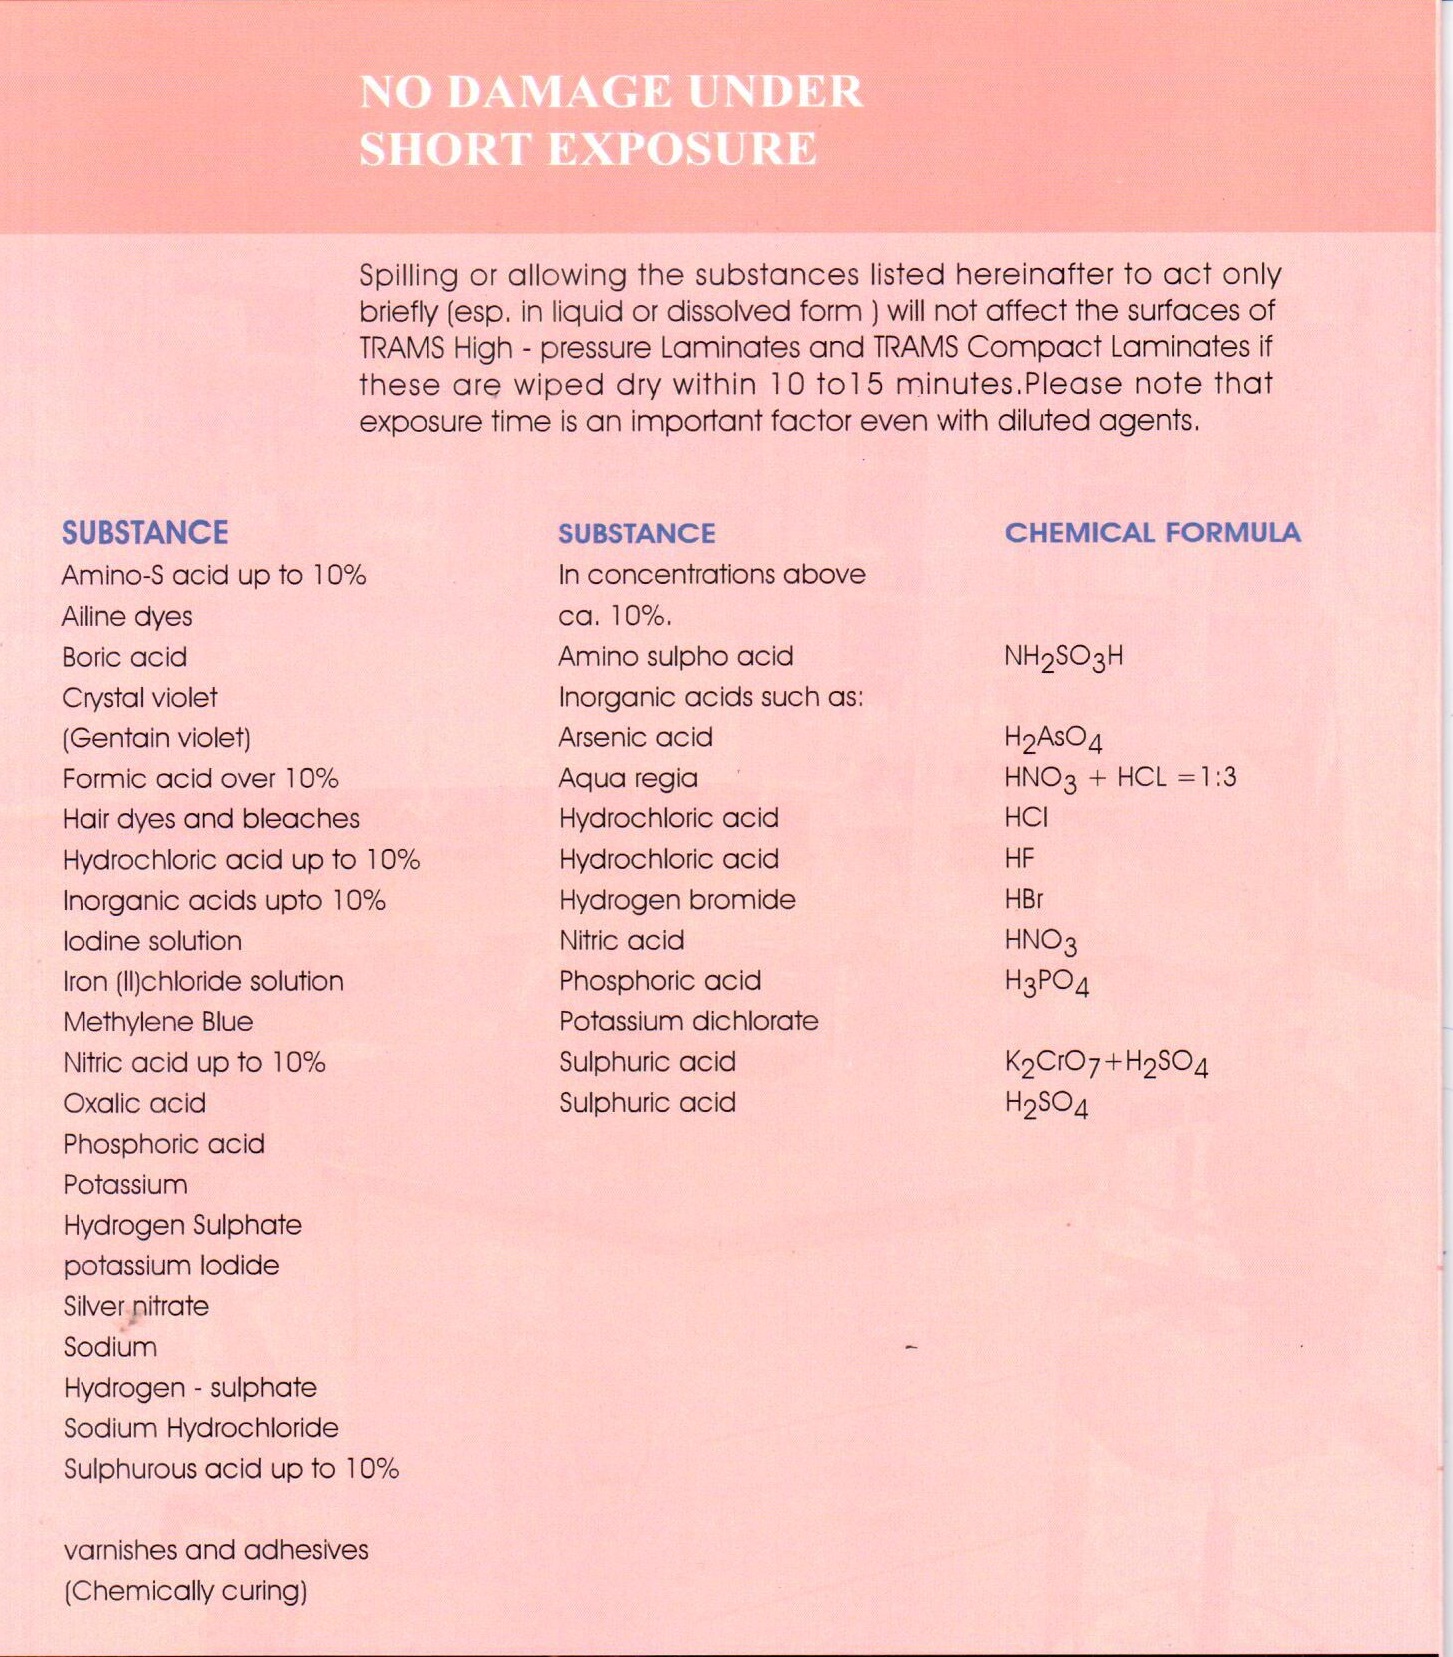 NO DAMAGE UNDER
SHORT EXPOSURE
Spilling or allowing the substances listed hereinafter to act only
briefly (esp. in liquid or dissolved form ) will not affect the surfaces of
TRAMS High - pressure Laminates and TRAMS Compact Laminates if
these are wiped dry within 10 to15 minutes.Please note that
exposure time is an important factor even with diluted agents.
SUBSTANCE
Amino-S acid up to 10%
Ailine dyes
Boric acid
Crystal violet
(Gentain violet)
Formic acid over 10%
Hair dyes and bleaches
Hydrochloric acid up to 10%
Inorganic acids upto 10%
Iodine solution
Iron (II)chloride solution
Methylene Blue
Nitric acid up to 10%
Oxalic acid
Phosphoric acid
Potassium
Hydrogen Sulphate
potassium Iodide
Silver nitrate
Sodium
Hydrogen - sulphate
Sodium Hydrochloride
Sulphurous acid up to 10%
varnishes and adhesives
(Chemically curing)
SUBSTANCE
In concentrations above
ca. 10%.
Amino sulpho acid
Inorganic acids such as:
Arsenic acid
Aqua regia
Hydrochloric acid
Hydrochloric acid
Hydrogen bromide
Nitric acid
Phosphoric acid
Potassium dichlorate
Sulphuric acid
Sulphuric acid
CHEMICAL FORMULA
NH2SO3H
H2AsO4
HNO3 + HCL =1:3
HCl
HF
HBr
HNO3
H3PO4
K2CrO7+H2SO4
H2SO4